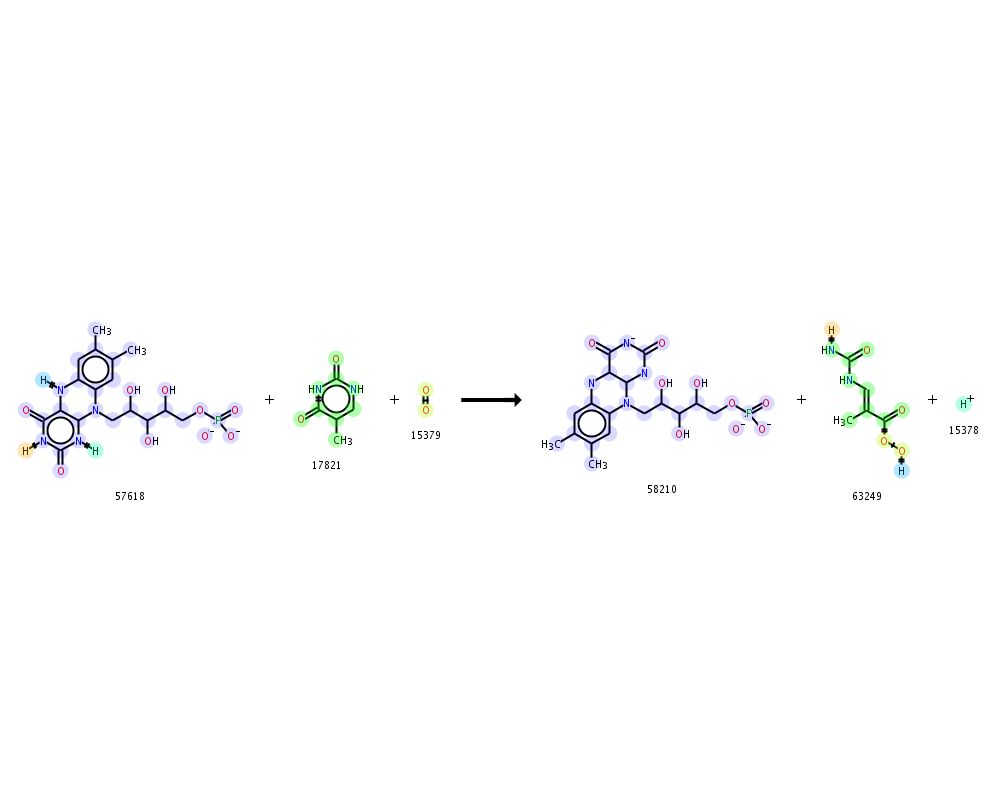 CH3
CH3
H
N
OH
OH
O
O
N
O
P
O-
O-
OH
N
N
H
H
O
57618
+
O
HN
NH
O
CH3
17821
+
O
O
15379
O
N-
O
N
N
N
OH
OH
O
O
P
O-
O-
OH
H3C
CH3
58210
+
H
HN
O
HN
H3C
O
O
O
H
63249
+
H+
15378